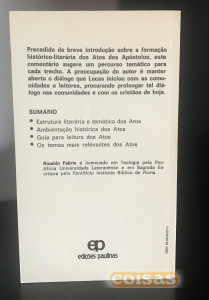 Precedido de breve introdução sobre a formação
histórico-literária dos Atos dos Apóstolos, este
comentário sugere um percurso temático para
cada trecho. A preocupação do autor é manter
aberto o diálogo que Lucas iniciou com as comu-
nidades e leitores, procurando prolongar tal diá-
logo nas comunidades e com os cristãos de hoje.
SUMÁRIO
• Estrutura literária e temática dos Atos
• Ambientação histórica dos Atos
• Guia para leitura dos Atos
• Os temas mais relevantes dos Atos
Rinaldo Fabris é licenciado em Teologia pela Pon-
tifícia Universidade Lateranense e em Sagrada Es-
critura pelo Pontifício Instituto Bíblico de Roma.
ep
edições paulinas
coisas